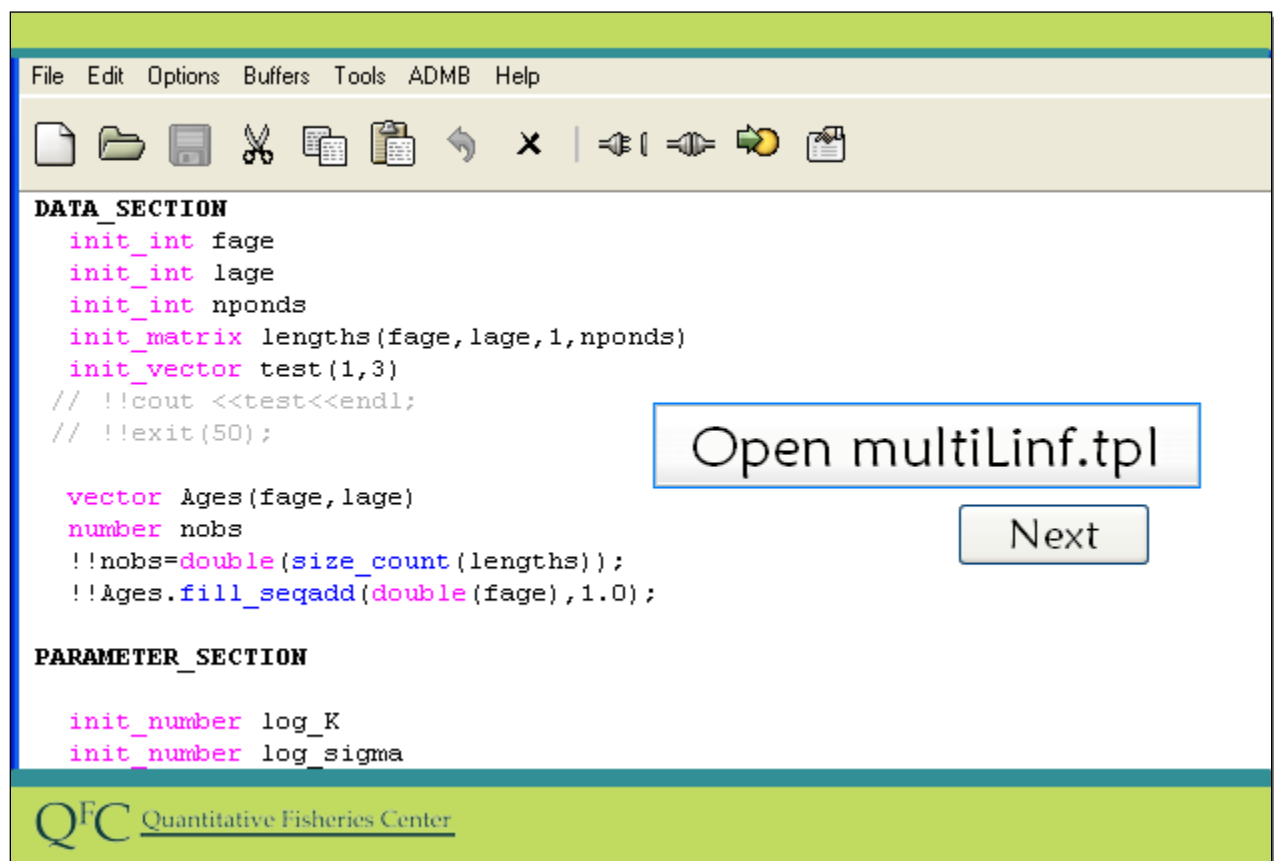 File Edit Options Buffers Tools ADMB Help
DATA_SECTION
init_int fage
init_int lage
init_int nponds
init_matrix lengths(fage,lage,1,nponds)
init_vector test(1,3)
// !!cout <<test<<endl;
// !!exit(50);
Open multiLinf.tpl
vector Ages(fage,lage)
number nobs
Next
!!nobs=double(size_count(lengths));
!!Ages.fill_seqadd(double(fage),1.0);
PARAMETER_SECTION
init_number log_K
init_number log_sigma
QFC Quantitative Fisheries Center